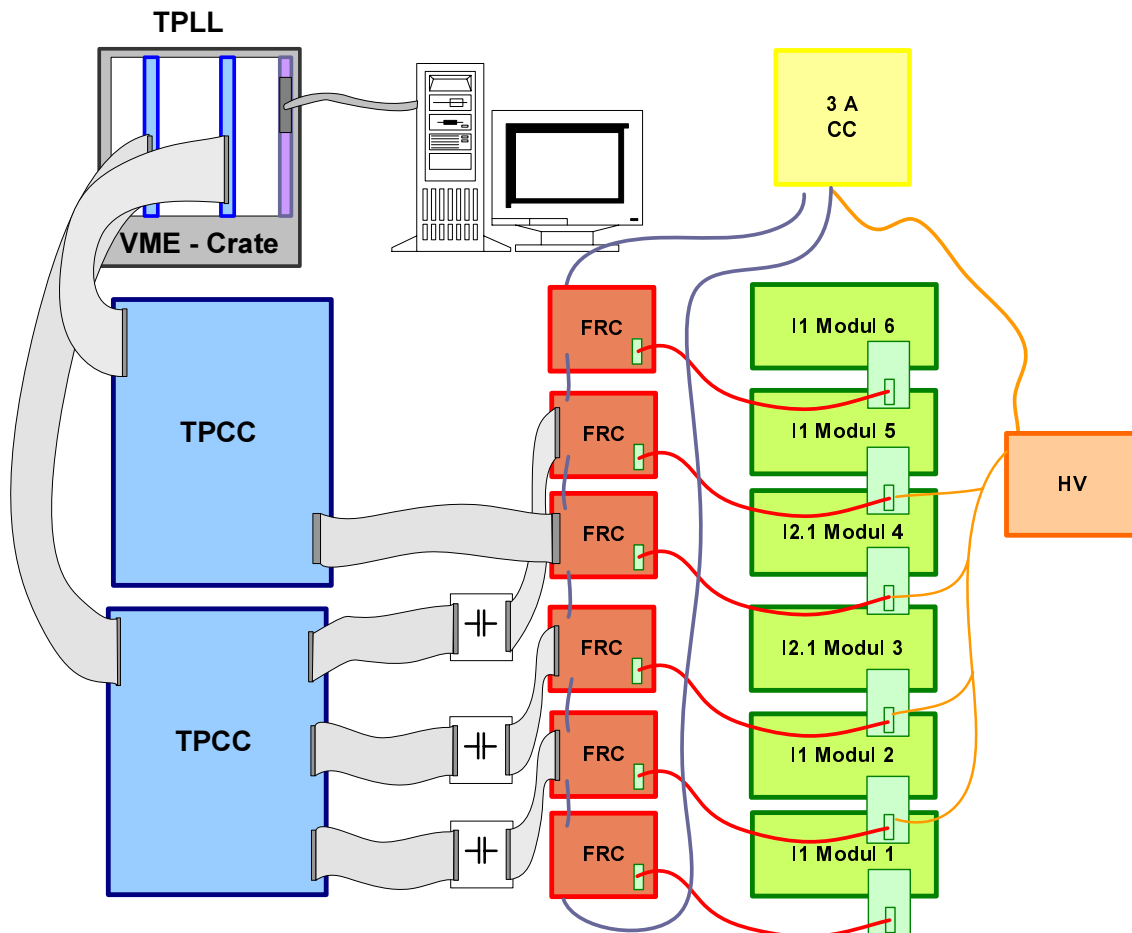 TPLL
3 A
CC
VME - Crate
FRC
I1 Modul 6
TPCC
FRC
I1 Modul 5
HV
FRC
I2.1 Modul 4
FRC
I2.1 Modul 3
TPCC
FRC
I1 Modul 2
FRC
I1 Modul 1